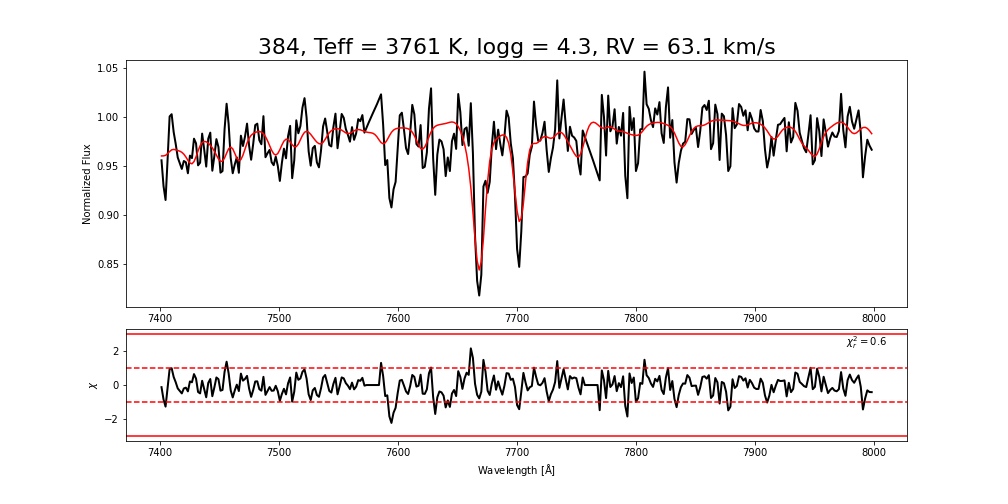 384, Teff = 3761 K, logg = 4.3, RV = 63.1 km/s
1.05
1.00
0.95
0.90
0.85
Normalized Flux
7400 7500 7600 7700 7800 7900 8000
χ²ᵣ = 0.6
2
0
−2
χ
7400 7500 7600 7700 7800 7900 8000
Wavelength [Å]